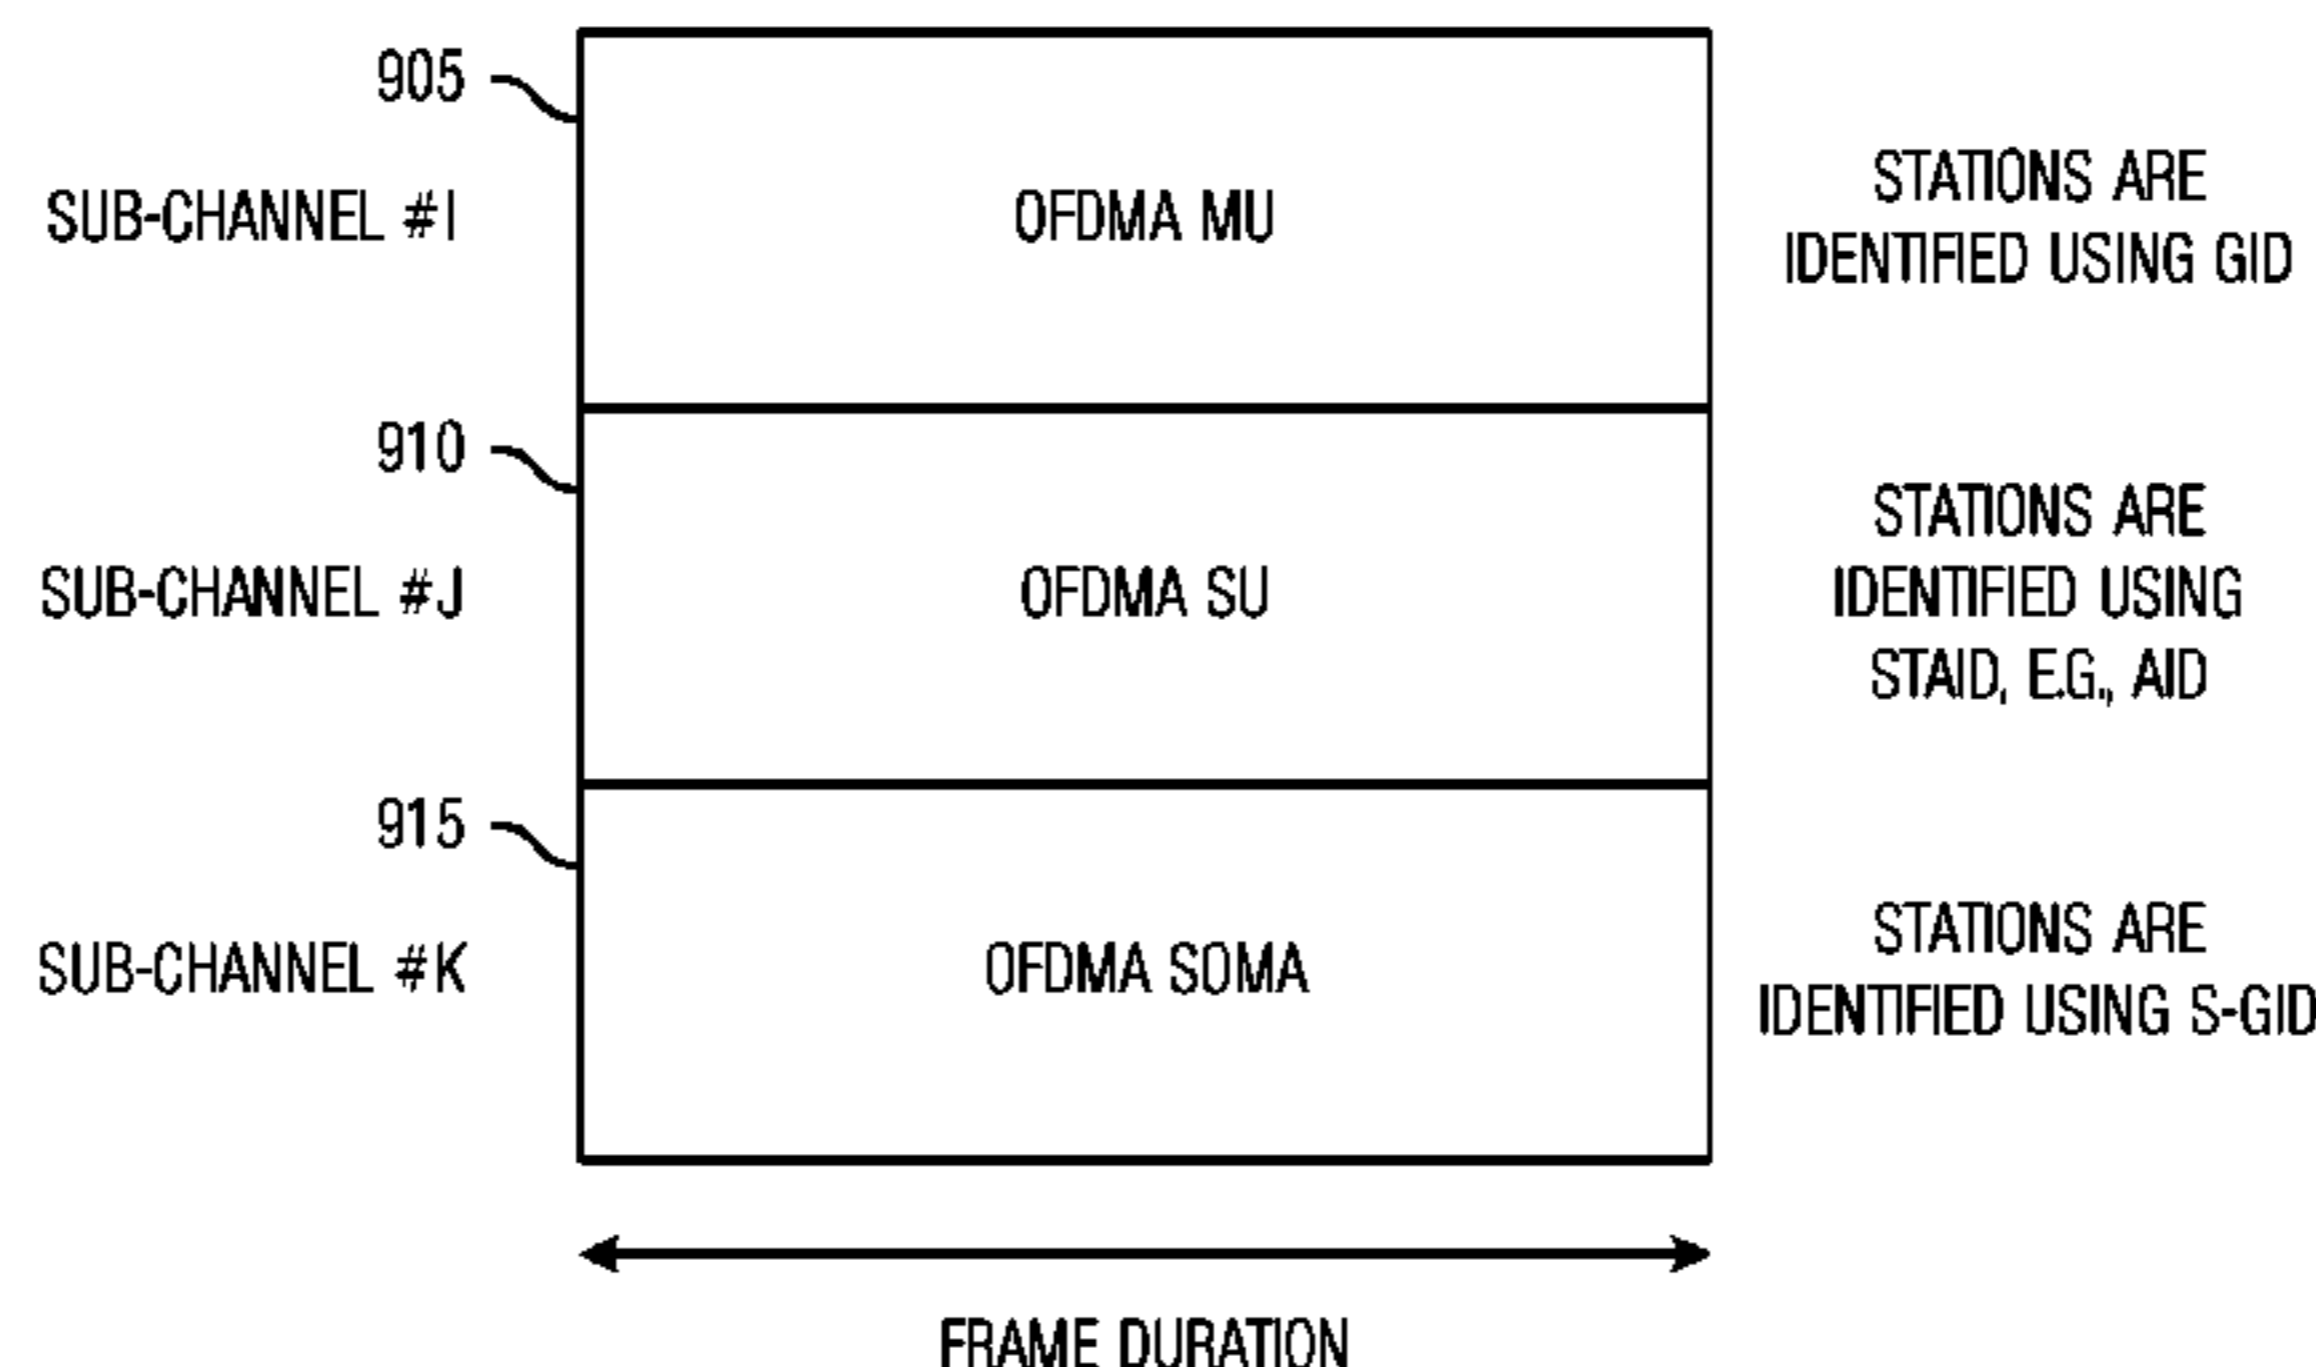 905
SUB-CHANNEL #I
OFDMA MU
STATIONS ARE
IDENTIFIED USING GID
910
SUB-CHANNEL #J
OFDMA SU
STATIONS ARE
IDENTIFIED USING
STAID, E.G., AID
915
SUB-CHANNEL #K
OFDMA SOMA
STATIONS ARE
IDENTIFIED USING S-GID
FRAME DURATION